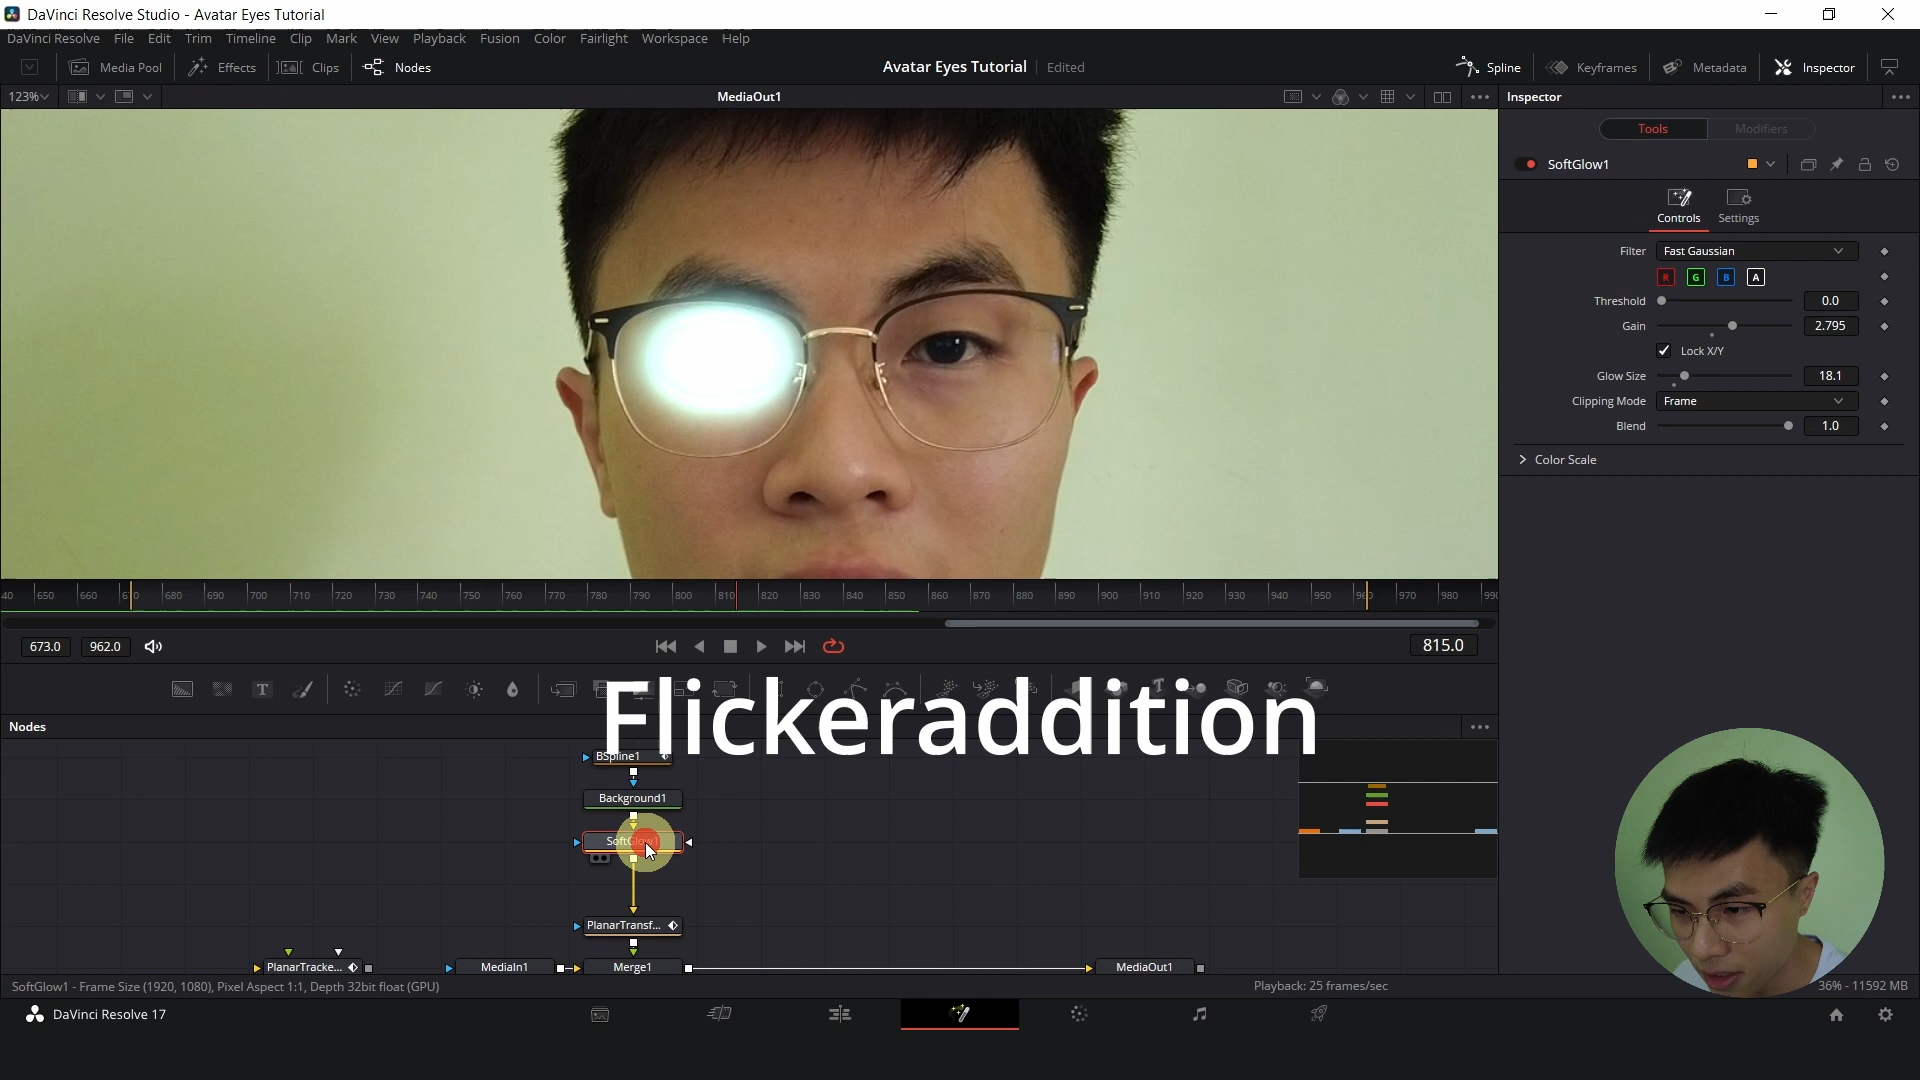 DaVinci Resolve Studio - Avatar Eyes Tutorial
DaVinci Resolve File Edit Trim Timeline Clip Mark View Playback Fusion Color Fairlight Workspace Help
Media Pool Effects Clips Nodes Avatar Eyes Tutorial Edited Spline Keyframes Metadata Inspector
123% MediaOut1 Inspector
Tools Modifiers
SoftGlow1
Controls Settings
Filter Fast Gaussian
R G B A
Threshold 0.0
Gain 2.795
Lock X/Y
Glow Size 18.1
Clipping Mode Frame
Blend 1.0
Color Scale
40 650 660 670 680 690 700 710 720 730 740 750 760 770 780 790 800 810 820 830 840 850 860 870 880 890 900 910 920 930 940 950 960 970 980 990
673.0 962.0 815.0
Flickeraddition
Nodes
BSpline1
Background1
SoftGlow1
PlanarTransf...
PlanarTracke... MediaIn1 Merge1 MediaOut1
SoftGlow1 - Frame Size (1920, 1080), Pixel Aspect 1:1, Depth 32bit float (GPU) Playback: 25 frames/sec 36% - 11592 MB
DaVinci Resolve 17